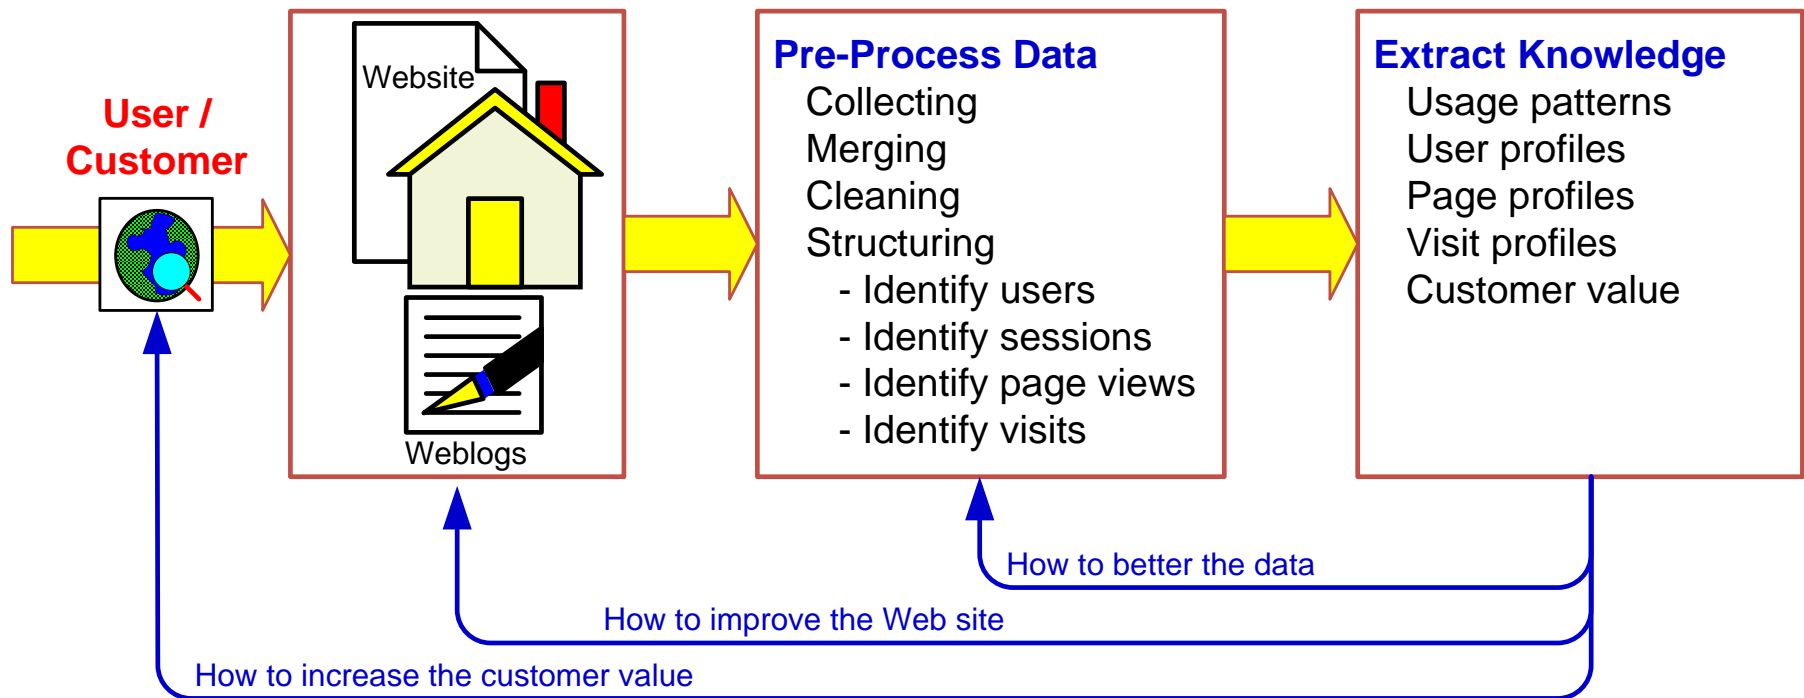 User /
Customer
Website
Weblogs
Pre-Process Data
Collecting
Merging
Cleaning
Structuring
- Identify users
- Identify sessions
- Identify page views
- Identify visits
Extract Knowledge
Usage patterns
User profiles
Page profiles
Visit profiles
Customer value
How to better the data
How to improve the Web site
How to increase the customer value